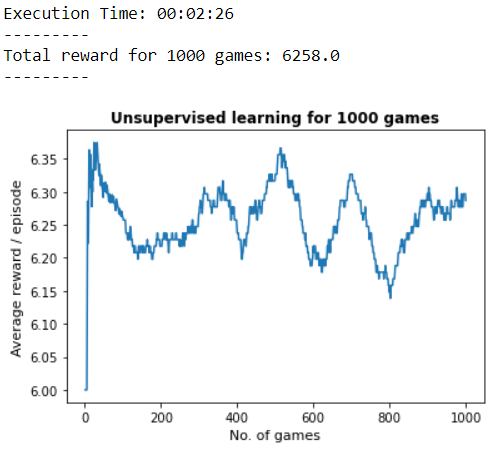 Execution Time: 00:02:26
---------
Total reward for 1000 games: 6258.0
---------
Unsupervised learning for 1000 games
Average reward / episode
6.35
6.30
6.25
6.20
6.15
6.10
6.05
6.00
0 200 400 600 800 1000
No. of games